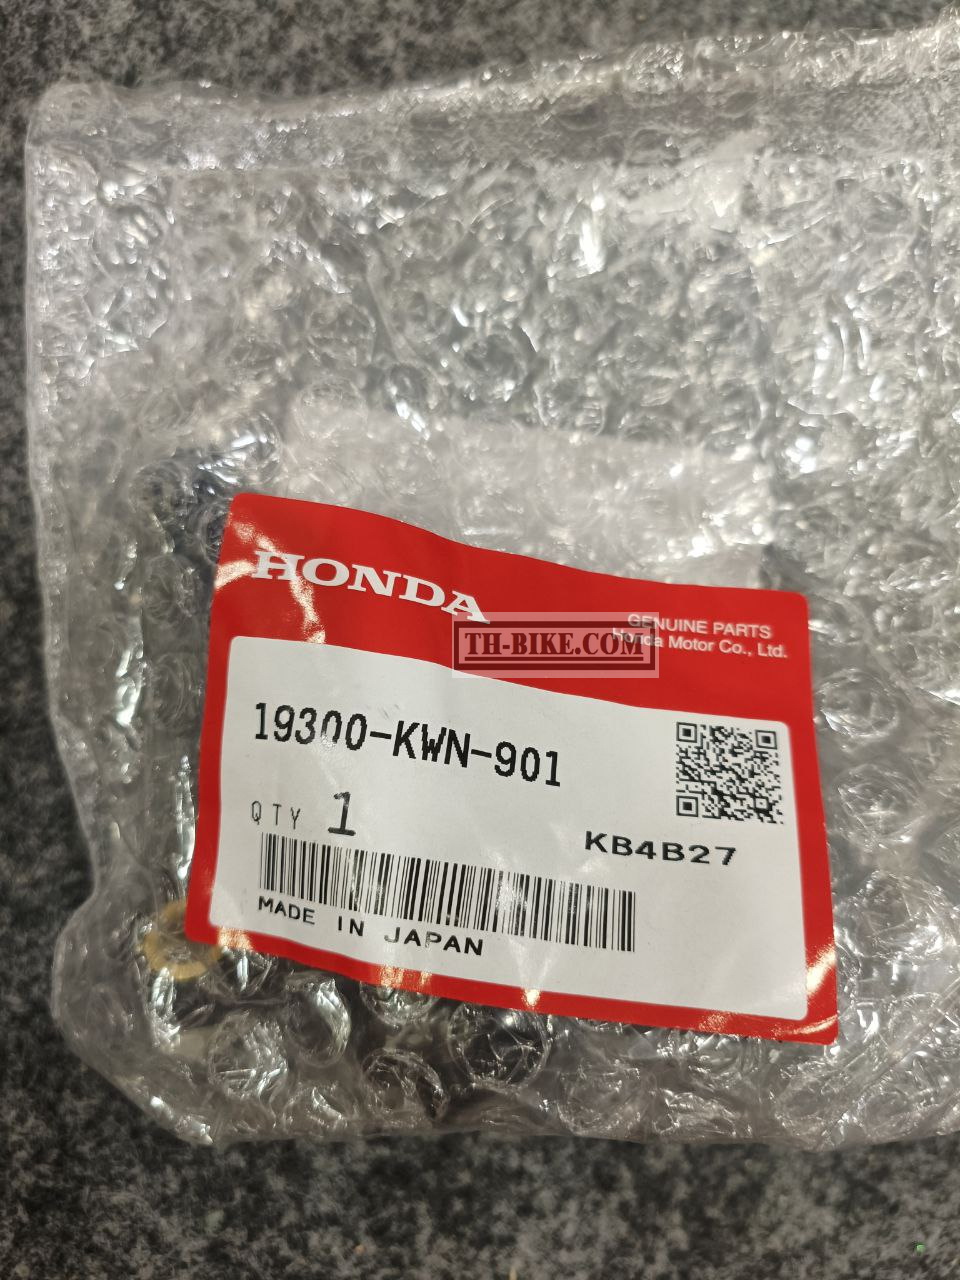 HONDA
GENUINE PARTS
Honda Motor Co., Ltd.
TH-BIKE.COM
19300-KWN-901
QTY 1
KB4B27
MADE IN JAPAN